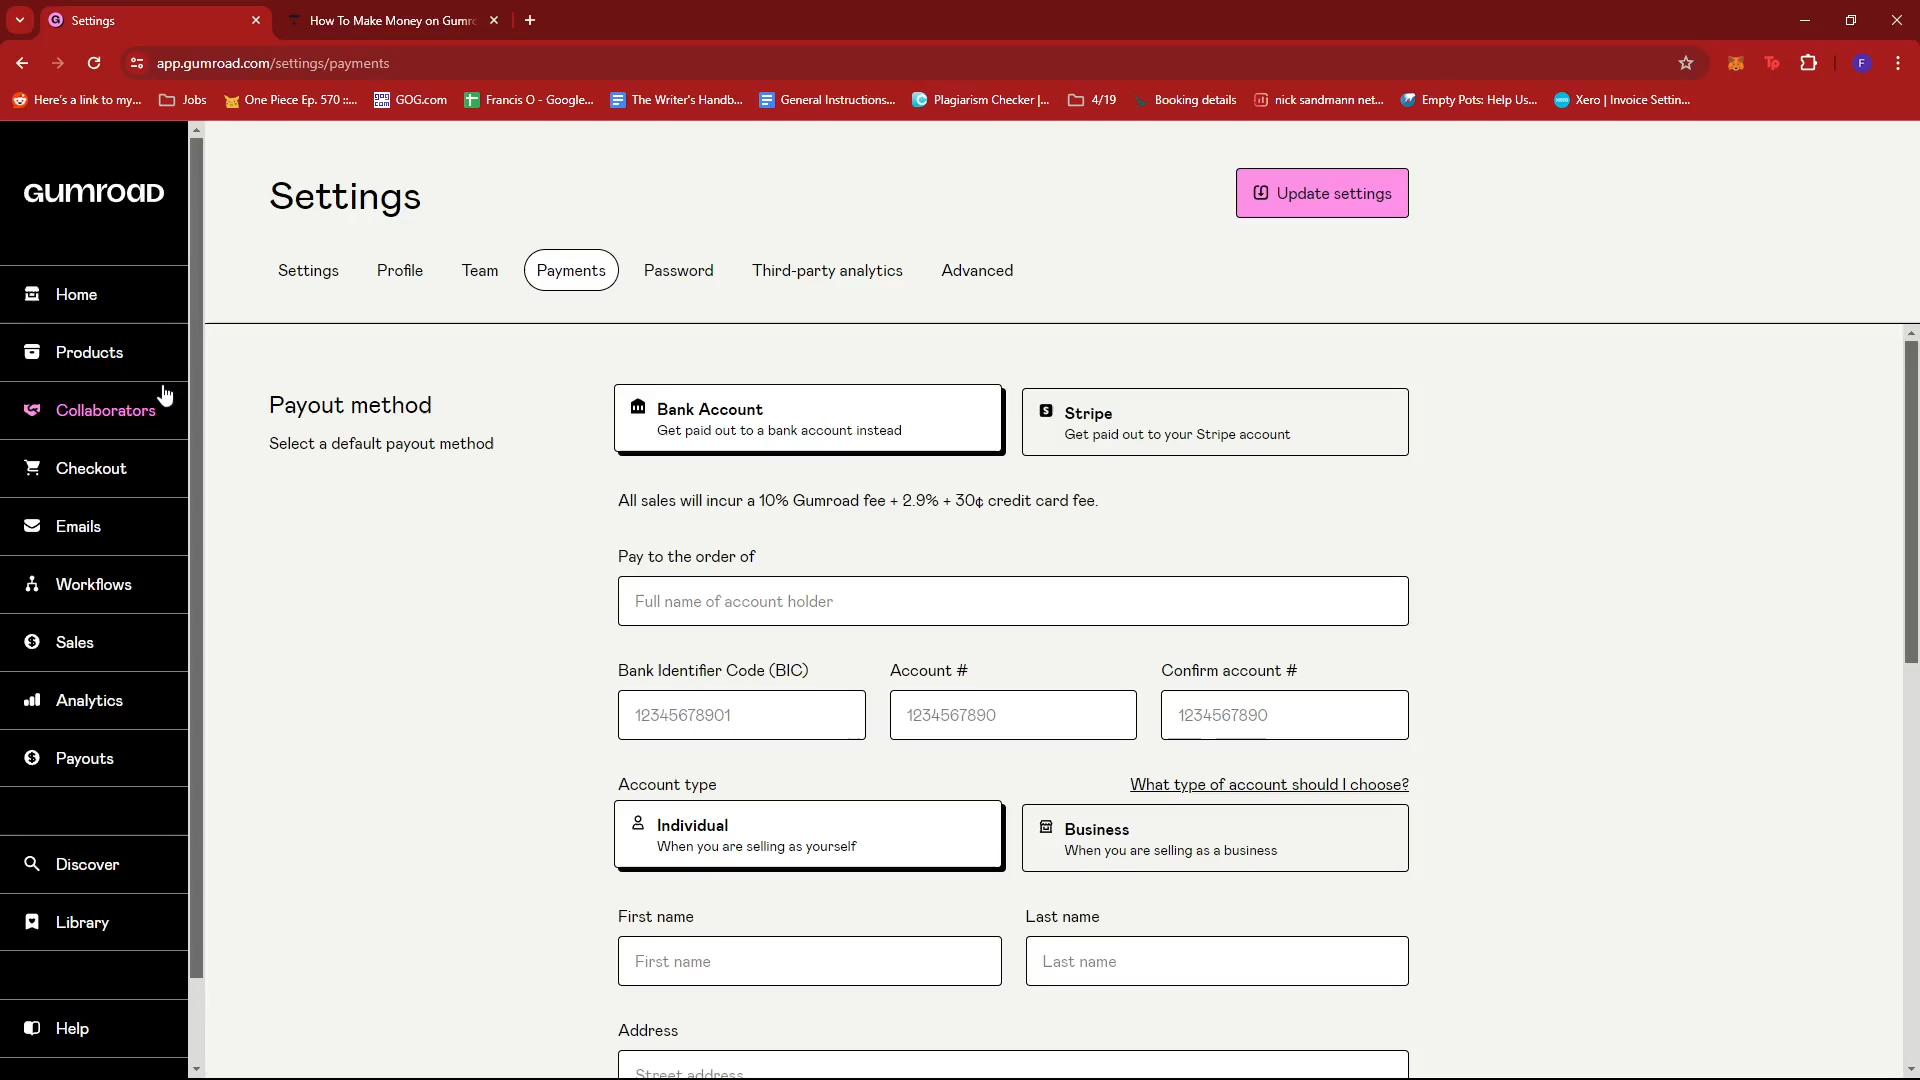 Settings
How To Make Money on Gumr
app.gumroad.com/settings/payments
F
Here's a link to my...
Jobs
One Piece Ep. 570 ::...
GOG.com
Francis O - Google...
The Writer's Handb...
General Instructions...
Plagiarism Checker |...
4/19
Booking details
nick sandmann net...
Empty Pots: Help Us...
Xero | Invoice Settin...
GUMROAD
Home
Products
Collaborators
Checkout
Emails
Workflows
Sales
Analytics
Payouts
Discover
Library
Help
Settings
Update settings
Settings
Profile
Team
Payments
Password
Third-party analytics
Advanced
Payout method
Select a default payout method
Bank Account
Get paid out to a bank account instead
Stripe
Get paid out to your Stripe account
All sales will incur a 10% Gumroad fee + 2.9% + 30¢ credit card fee.
Pay to the order of
Full name of account holder
Bank Identifier Code (BIC)
Account #
Confirm account #
12345678901
1234567890
1234567890
Account type
What type of account should I choose?
Individual
When you are selling as yourself
Business
When you are selling as a business
First name
Last name
First name
Last name
Address
Street address